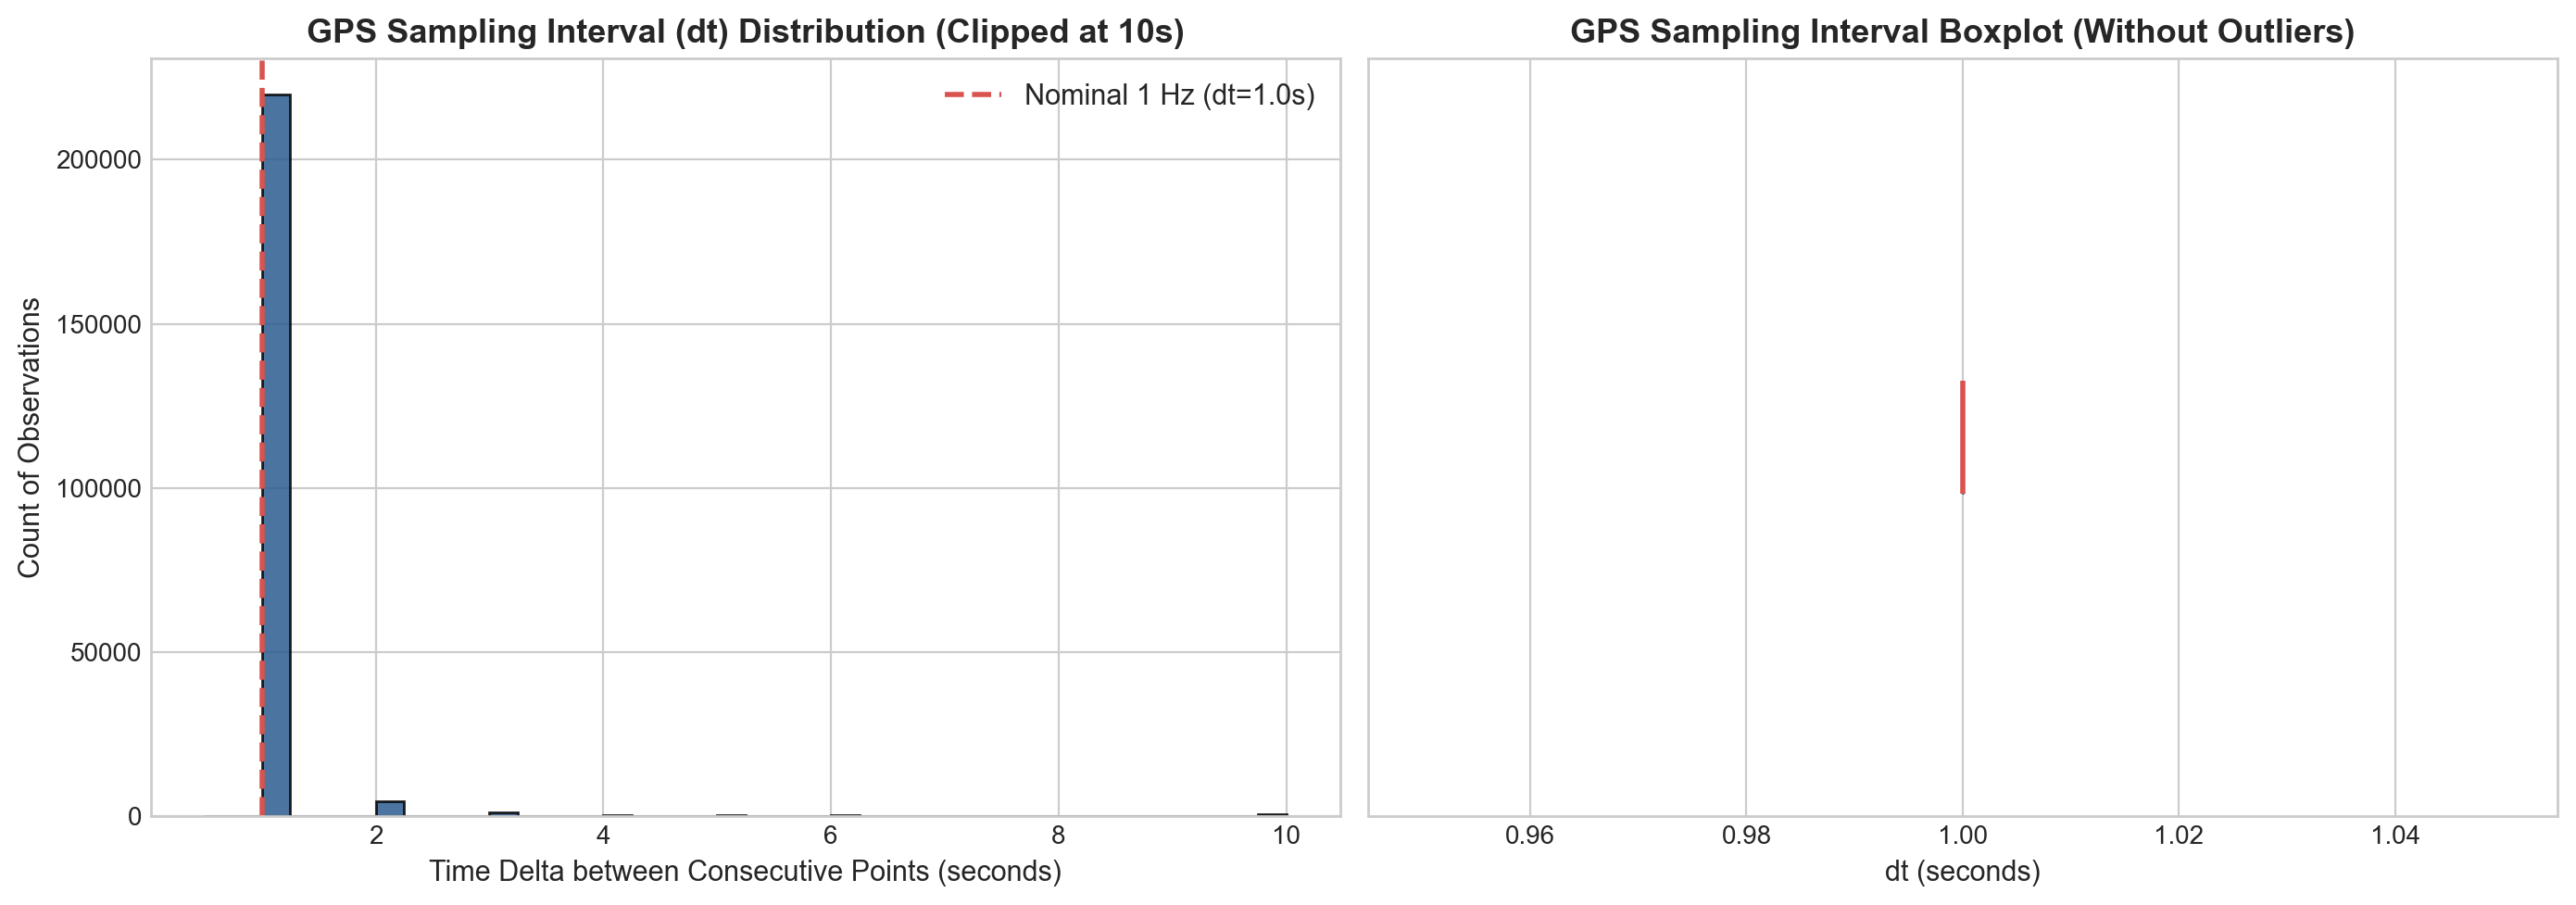 GPS Sampling Interval (dt) Distribution (Clipped at 10s)
Nominal 1 Hz (dt=1.0s)
Count of Observations
200000
150000
100000
50000
0
2 4 6 8 10
Time Delta between Consecutive Points (seconds)
GPS Sampling Interval Boxplot (Without Outliers)
0.96 0.98 1.00 1.02 1.04
dt (seconds)